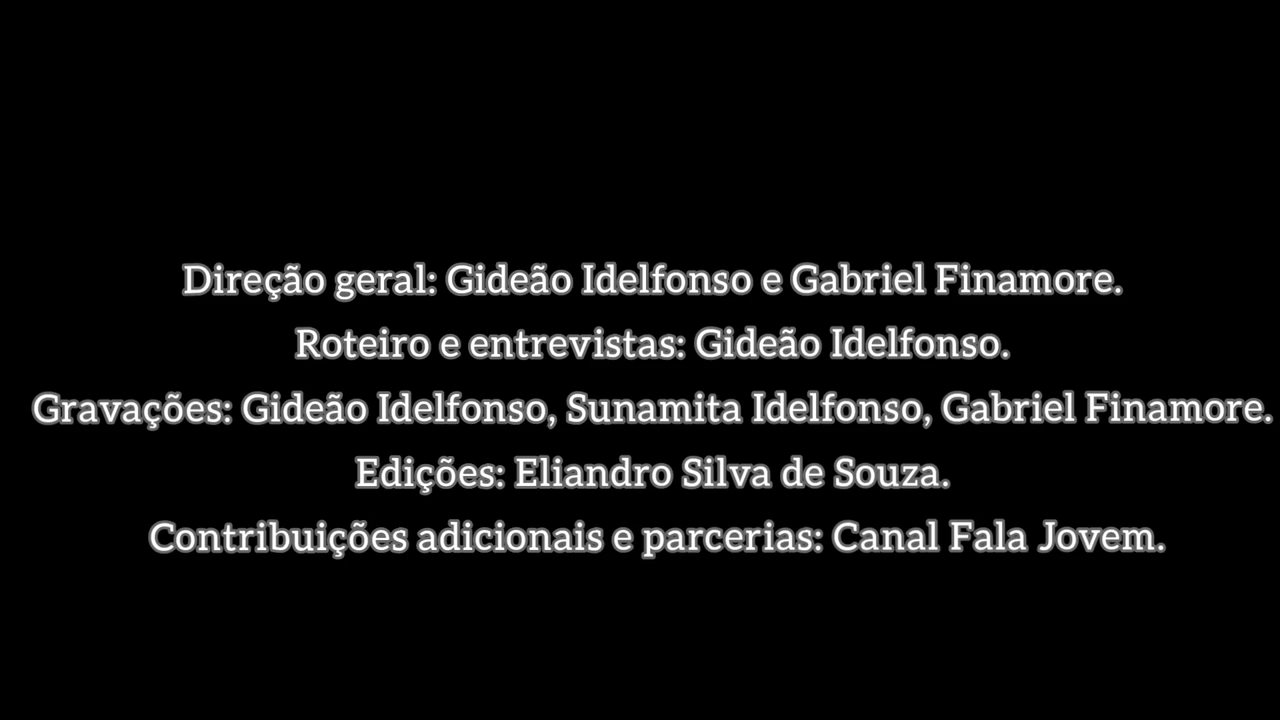 Direção geral: Gideão Idelfonso e Gabriel Finamore.
Roteiro e entrevistas: Gideão Idelfonso.
Gravações: Gideão Idelfonso, Sunamita Idelfonso, Gabriel Finamore.
Edições: Eliandro Silva de Souza.
Contribuições adicionais e parcerias: Canal Fala Jovem.